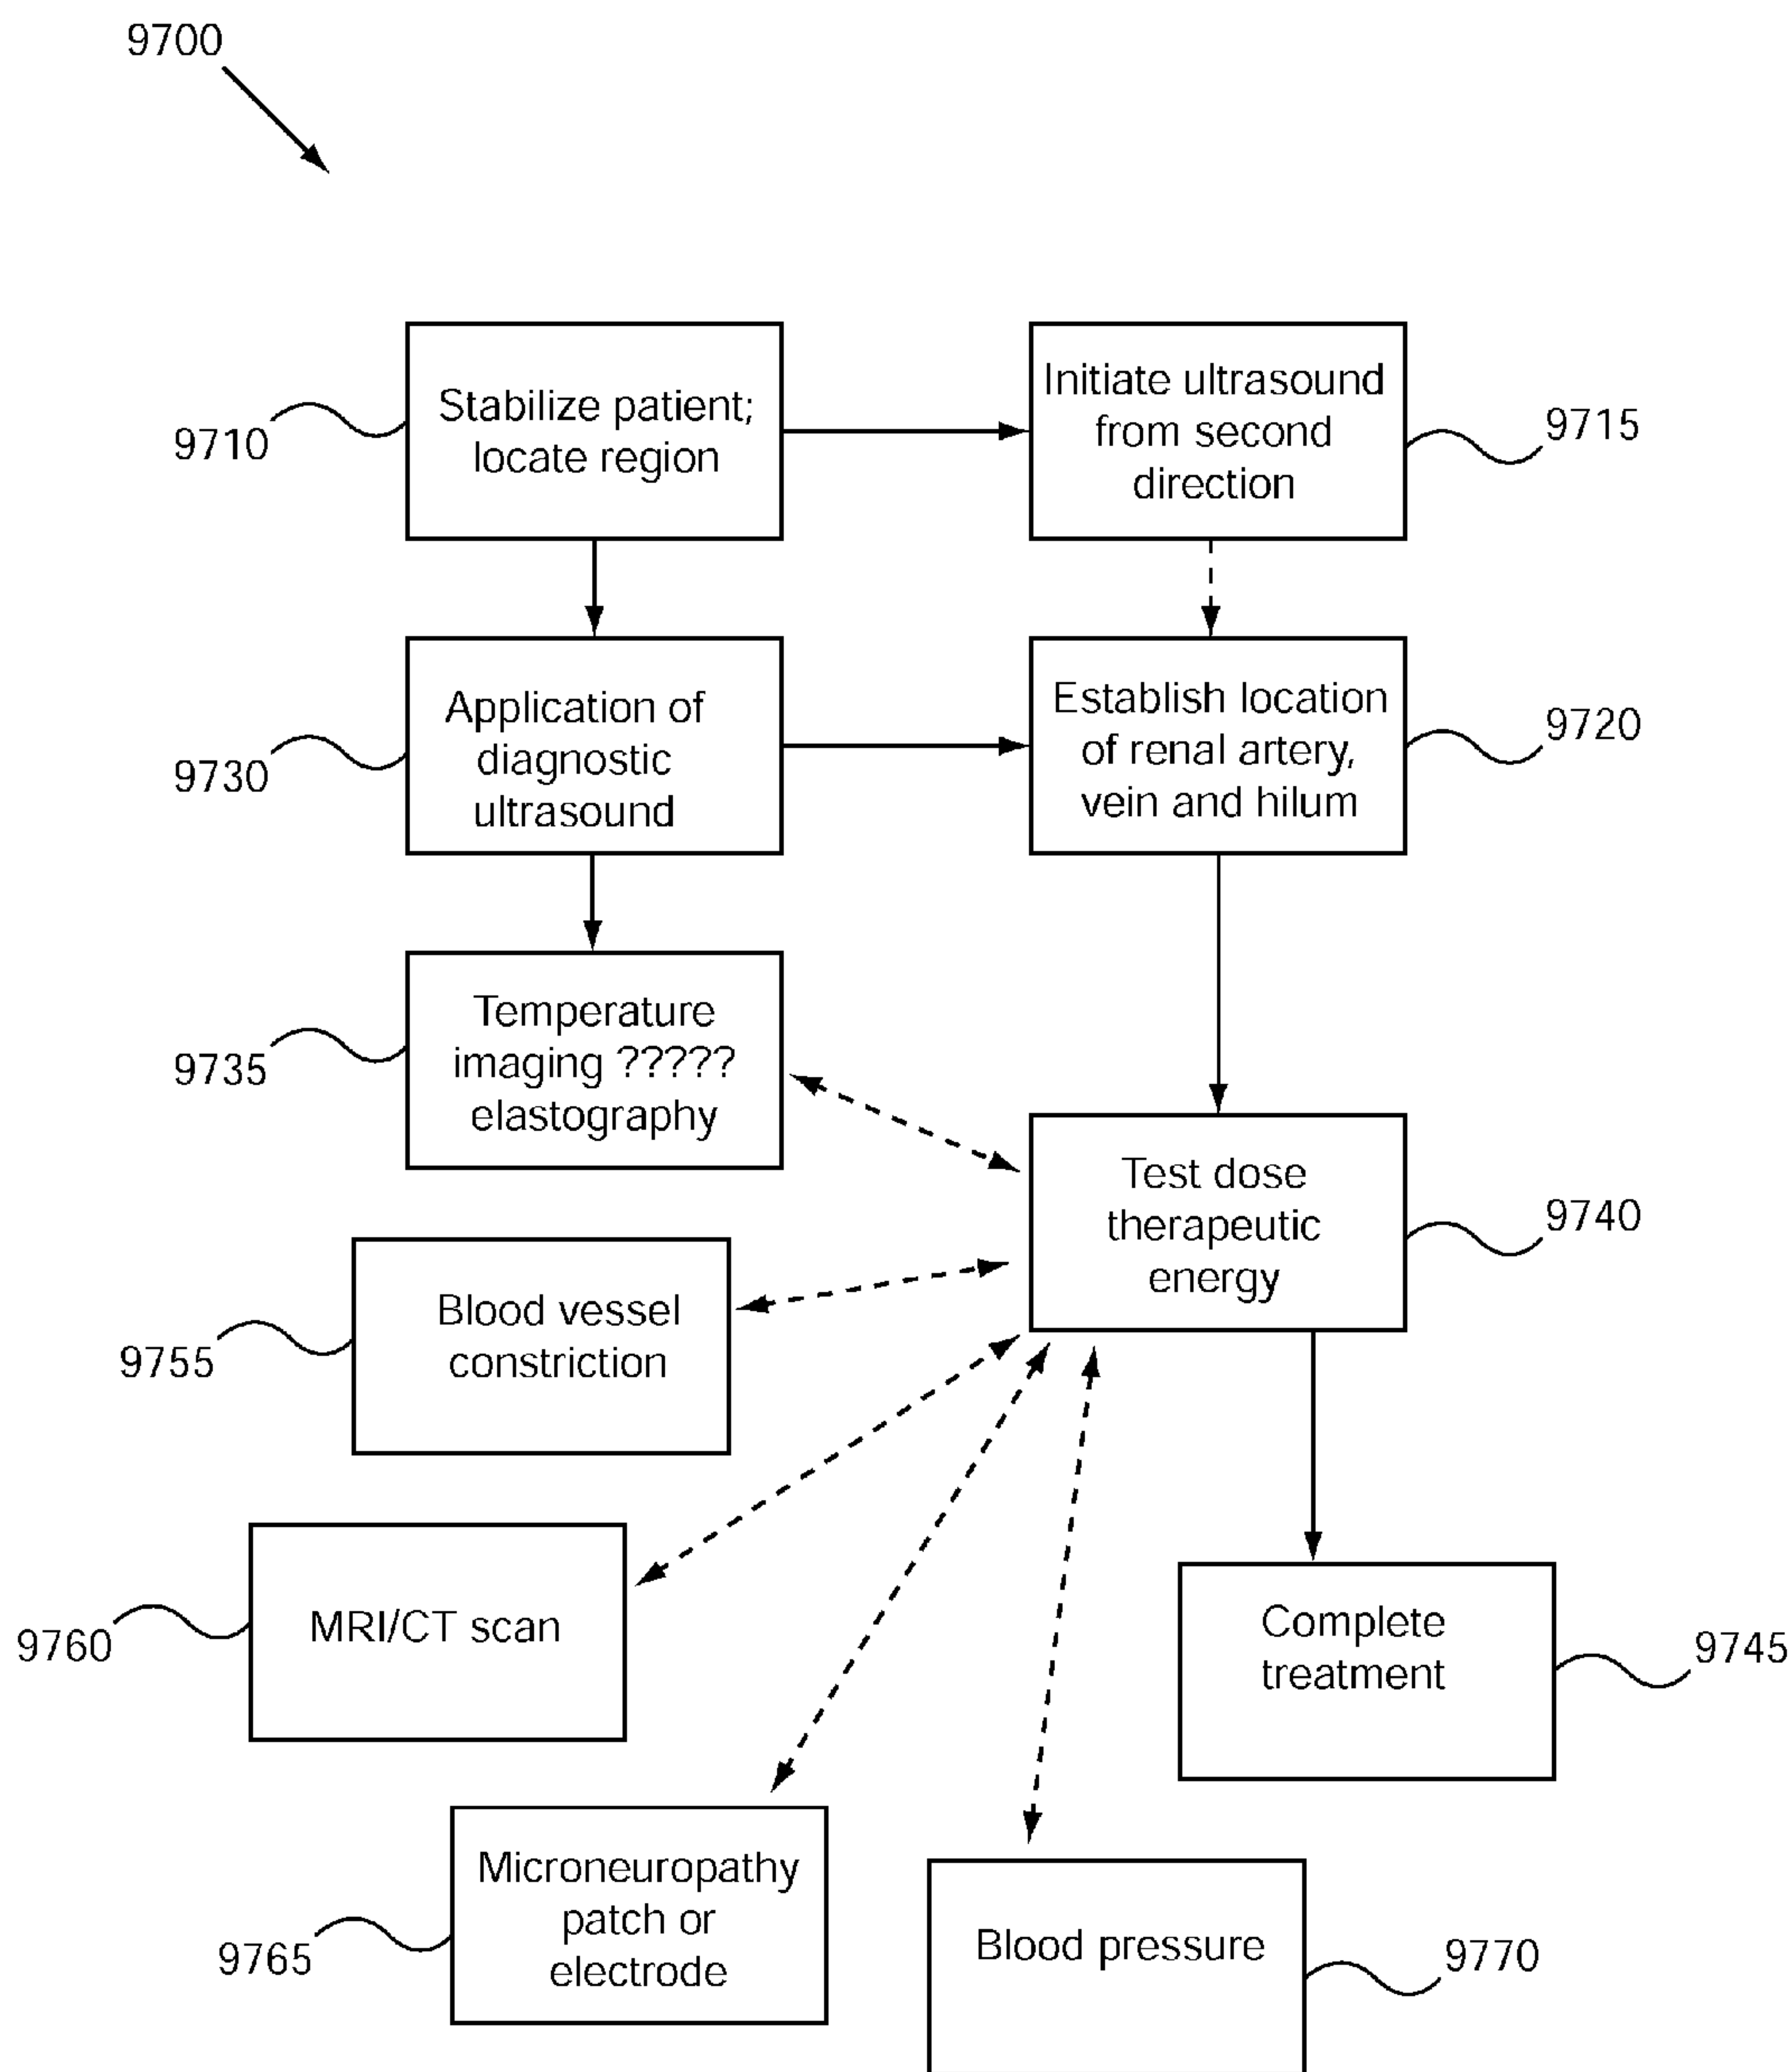 9700
Stabilize patient;
locate region
9710
Initiate ultrasound
from second
direction
9715
Application of
diagnostic
ultrasound
9730
Establish location
of renal artery,
vein and hilum
9720
Temperature
imaging ?????
elastography
9735
Test dose
therapeutic
energy
9740
Blood vessel
constriction
9755
MRI/CT scan
9760
Complete
treatment
9745
Microneuropathy
patch or
electrode
9765
Blood pressure
9770